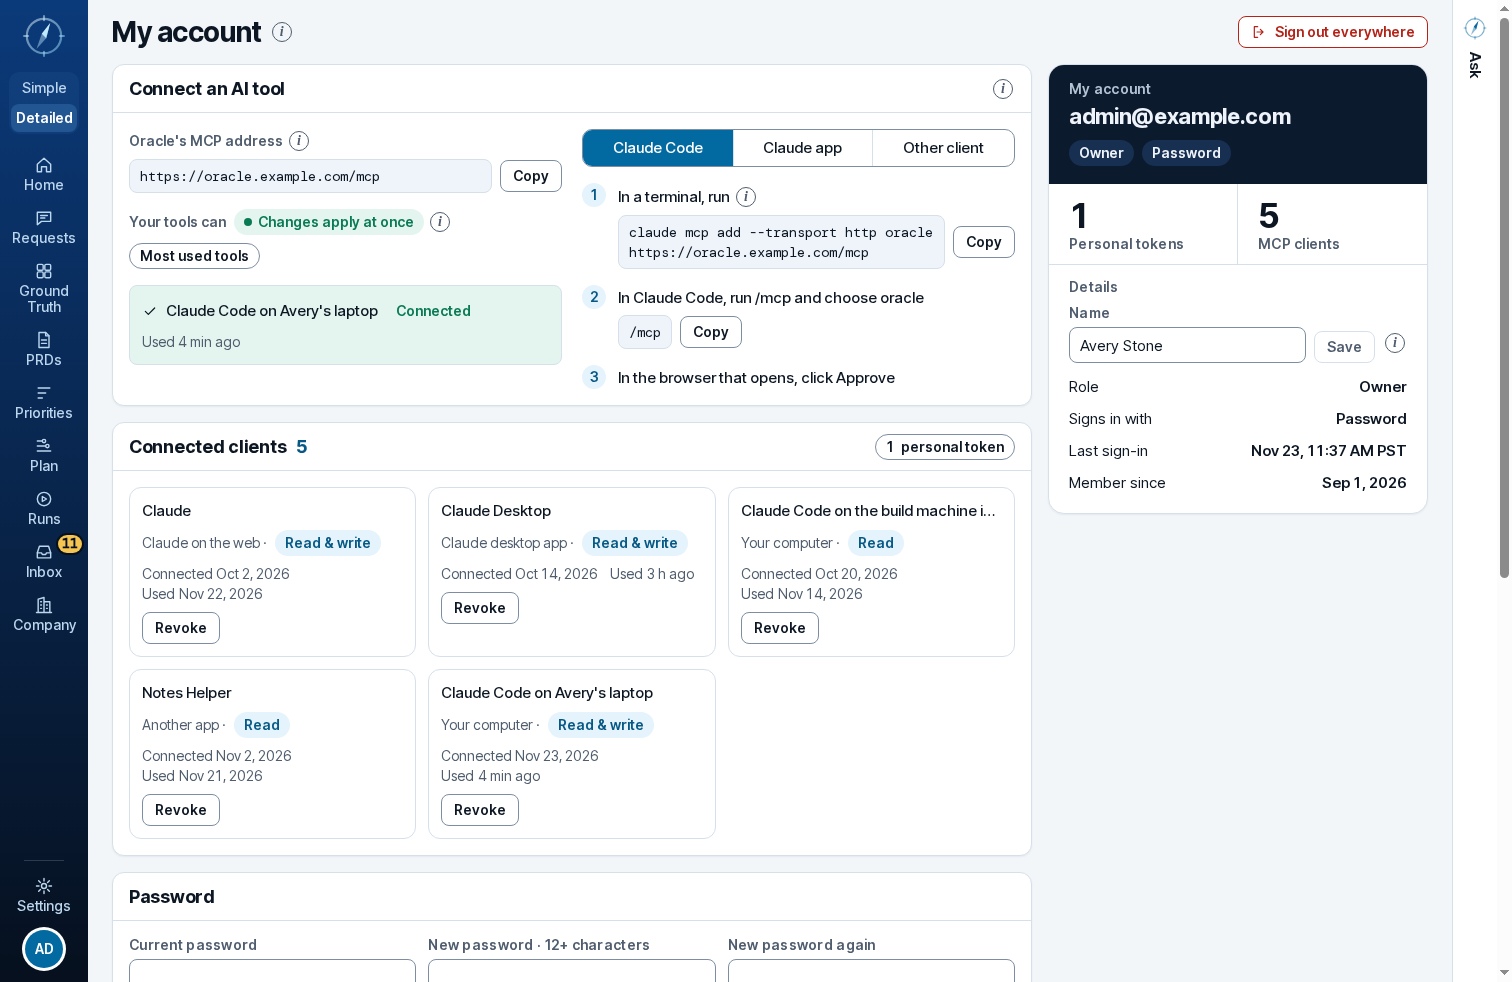 Simple
Detailed
Home
Requests
Ground
Truth
PRDs
Priorities
Plan
Runs
11
Inbox
Company
Settings
AD
My account i
Sign out everywhere
Connect an AI tool i
Oracle's MCP address i
https://oracle.example.com/mcp Copy
Your tools can Changes apply at once i
Most used tools
Claude Code on Avery's laptop Connected
Used 4 min ago
Claude Code Claude app Other client
1 In a terminal, run i
claude mcp add --transport http oracle
https://oracle.example.com/mcp
Copy
2 In Claude Code, run /mcp and choose oracle
/mcp Copy
3 In the browser that opens, click Approve
Connected clients 5
1 personal token
Claude
Claude on the web · Read & write
Connected Oct 2, 2026
Used Nov 22, 2026
Revoke
Claude Desktop
Claude desktop app · Read & write
Connected Oct 14, 2026 Used 3 h ago
Revoke
Claude Code on the build machine i...
Your computer · Read
Connected Oct 20, 2026
Used Nov 14, 2026
Revoke
Notes Helper
Another app · Read
Connected Nov 2, 2026
Used Nov 21, 2026
Revoke
Claude Code on Avery's laptop
Your computer · Read & write
Connected Nov 23, 2026
Used 4 min ago
Revoke
Password
Current password
New password · 12+ characters
New password again
My account
admin@example.com
Owner Password
1
Personal tokens
5
MCP clients
Details
Name
Avery Stone Save i
Role Owner
Signs in with Password
Last sign-in Nov 23, 11:37 AM PST
Member since Sep 1, 2026
Ask